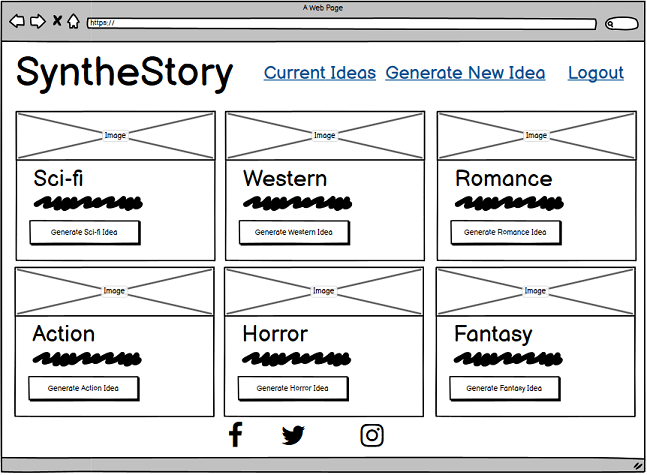 A Web Page
https://
SyntheStory
Current Ideas Generate New Idea Logout
Image Image Image
Sci-fi Western Romance
Generate Sci-fi Idea Generate Western Idea Generate Romance Idea
Image Image Image
Action Horror Fantasy
Generate Action Idea Generate Horror Idea Generate Fantasy Idea